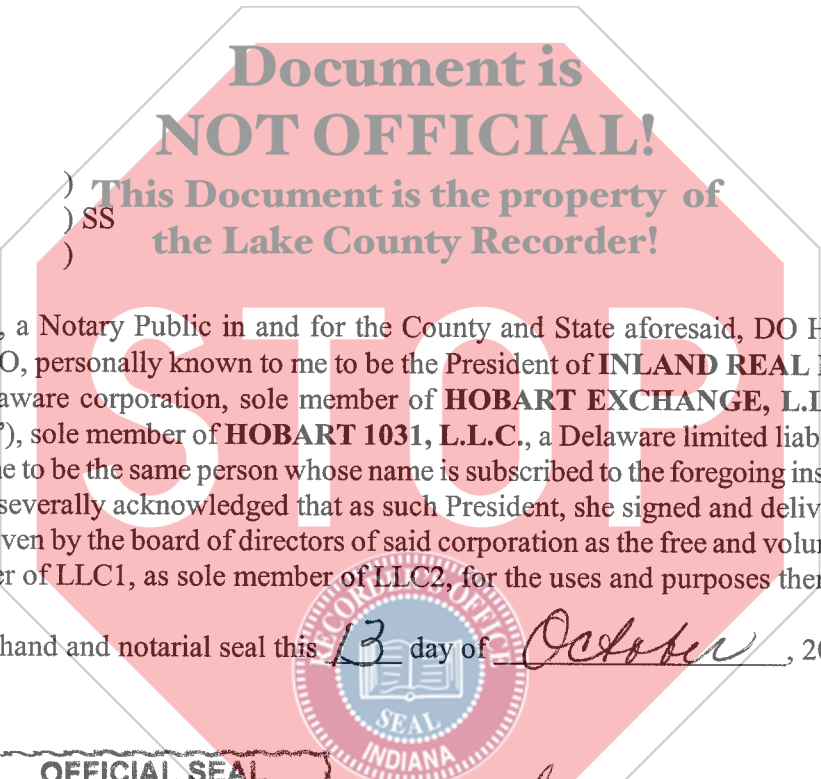 Document is
NOT OFFICIAL!
This Document is the property of
the Lake County Recorder!
)
) SS
)
STOP
, a Notary Public in and for the County and State aforesaid, DO H
O, personally known to me to be the President of INLAND REAL
aware corporation, sole member of HOBART EXCHANGE, L.L
"), sole member of HOBART 1031, L.L.C., a Delaware limited liab
e to be the same person whose name is subscribed to the foregoing ins
severally acknowledged that as such President, she signed and deliv
ven by the board of directors of said corporation as the free and volun
er of LLC1, as sole member of LLC2, for the uses and purposes ther
hand and notarial seal this 13 day of October, 20
SEAL
INDIANA
OFFICIAL SEAL